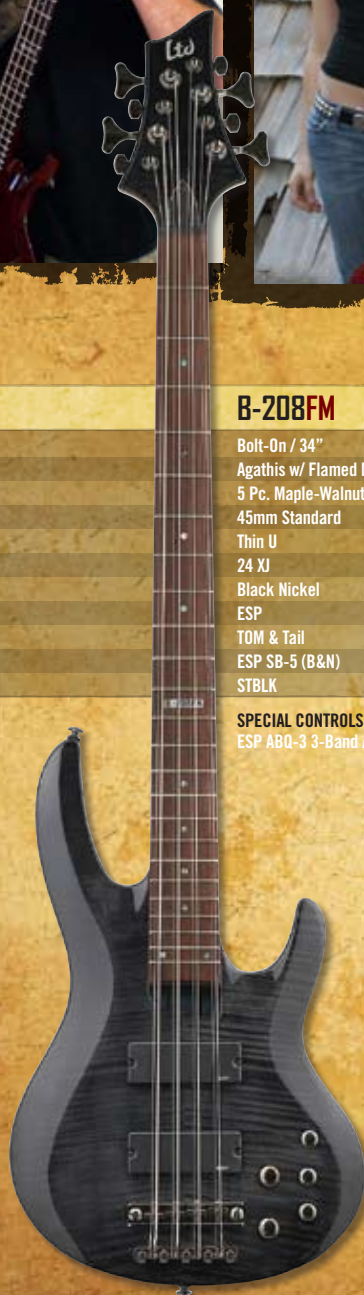 Ltd
B-208FM
Bolt-On / 34”
Agathis w/ Flamed
5 Pc. Maple-Walnut
45mm Standard
Thin U
24 XJ
Black Nickel
ESP
TOM & Tail
ESP SB-5 (B&N)
STBLK
SPECIAL CONTROLS
ESP ABQ-3 3-Band